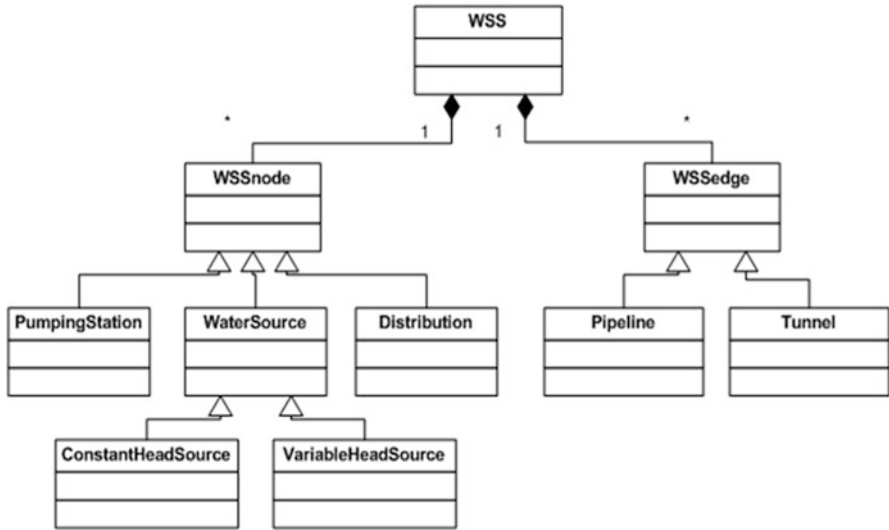 WSS
* 1 1 *
WSSnode WSSedge
PumpingStation WaterSource Distribution Pipeline Tunnel
ConstantHeadSource VariableHeadSource